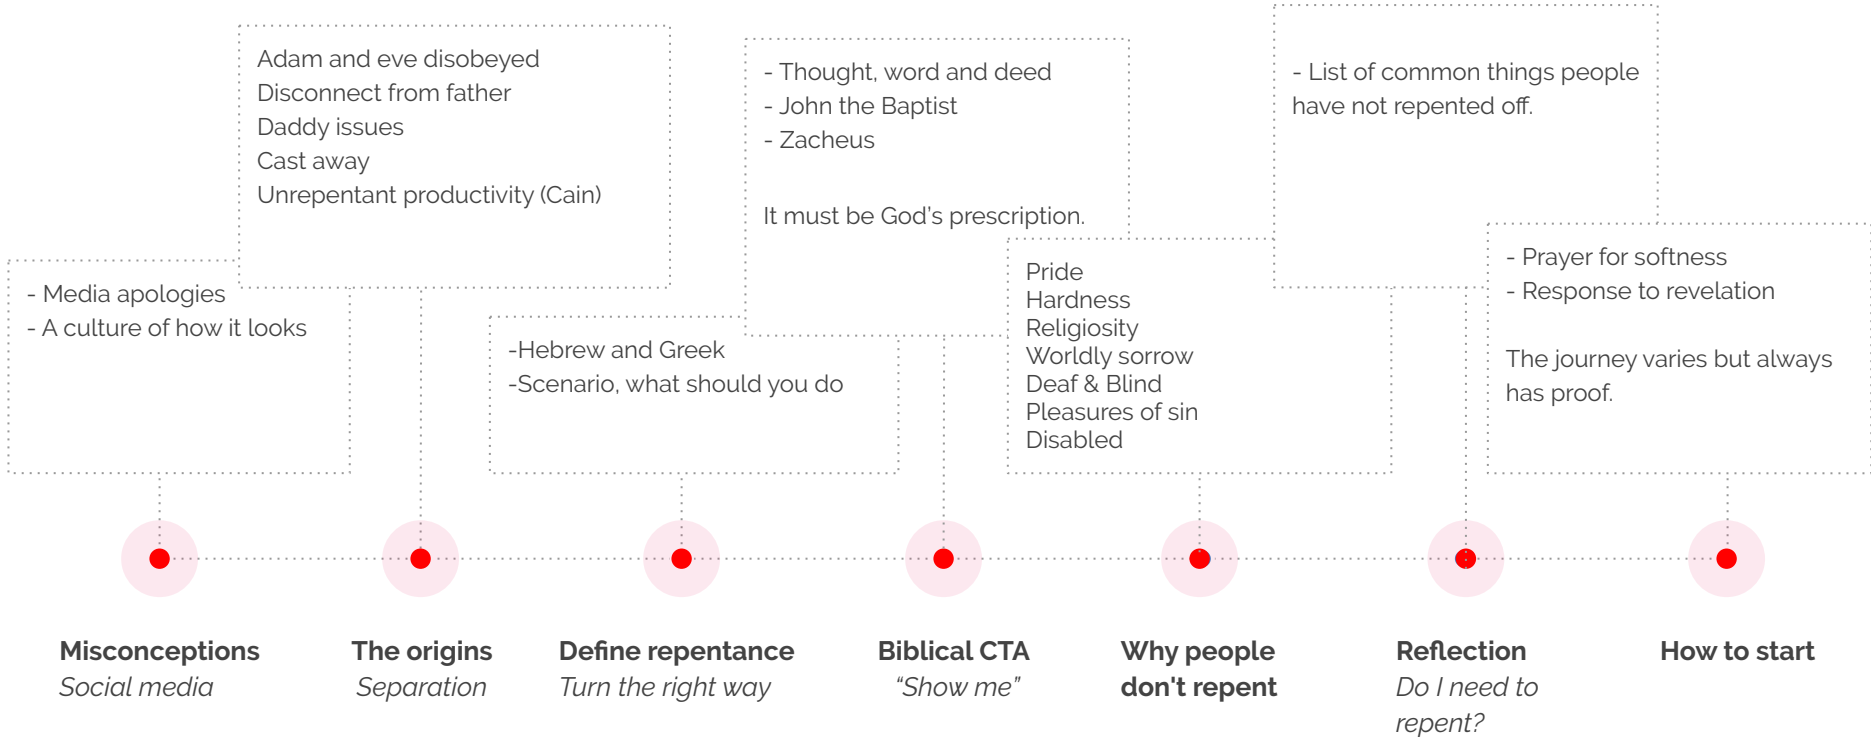 - Media apologies
- A culture of how it looks
Adam and eve disobeyed
Disconnect from father
Daddy issues
Cast away
Unrepentant productivity (Cain)
-Hebrew and Greek
-Scenario, what should you do
- Thought, word and deed
- John the Baptist
- Zacheus
It must be God’s prescription.
Pride
Hardness
Religiosity
Worldly sorrow
Deaf & Blind
Pleasures of sin
Disabled
- List of common things people
have not repented off.
- Prayer for softness
- Response to revelation
The journey varies but always
has proof.
Misconceptions
Social media
The origins
Separation
Define repentance
Turn the right way
Biblical CTA
“Show me”
Why people
don't repent
Reflection
Do I need to
repent?
How to start